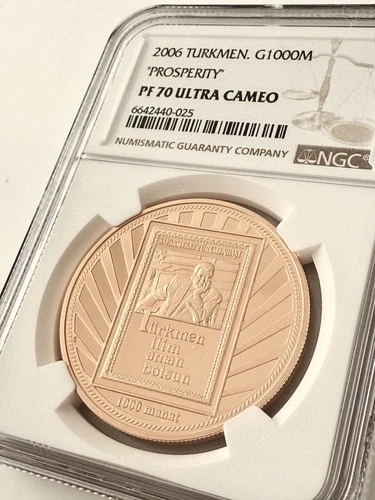 2006 TURKMEN. G1000M
"PROSPERITY"
PF 70 ULTRA CAMEO
6642440-025
NUMISMATIC GUARANTY COMPANY
NGC®
Türkmen
ilim
aman
bolsun
1000 manat